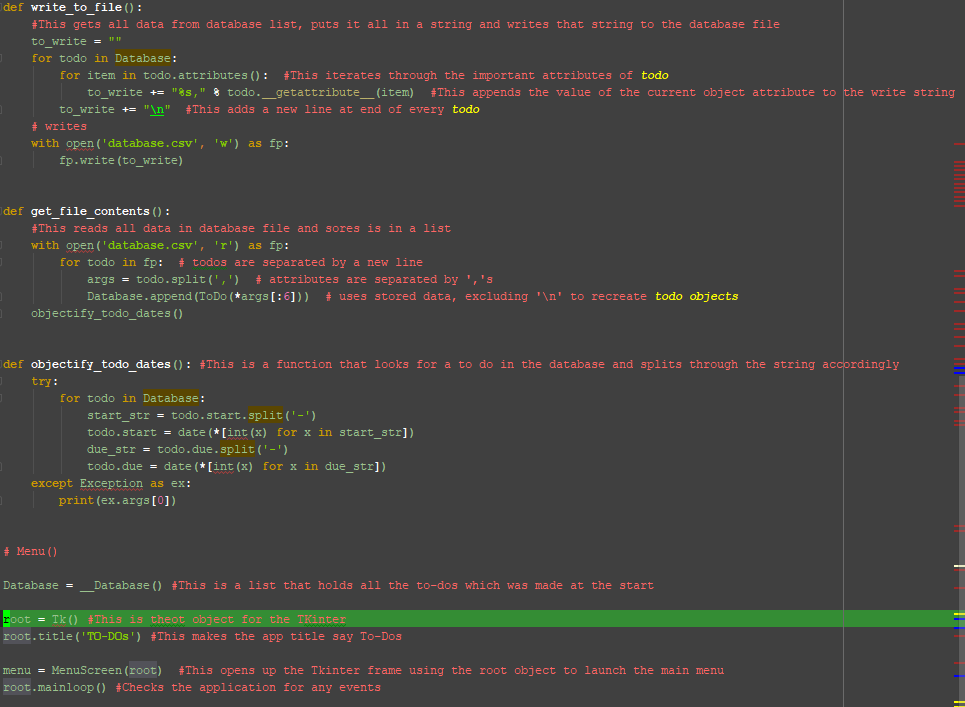 def write_to_file():
    #This gets all data from database list, puts it all in a string and writes that string to the database file
    to_write = ""
    for todo in Database:
        for item in todo.attributes():  #This iterates through the important attributes of todo
            to_write += "%s," % todo.__getattribute__(item)  #This appends the value of the current object attribute to the write string
        to_write += "\n"  #This adds a new line at end of every todo
    # writes
    with open('database.csv', 'w') as fp:
        fp.write(to_write)
def get_file_contents():
    #This reads all data in database file and sores is in a list
    with open('database.csv', 'r') as fp:
        for todo in fp:  # todos are separated by a new line
            args = todo.split(',')  # attributes are separated by ','s
            Database.append(ToDo(*args[:6]))  # uses stored data, excluding '\n' to recreate todo objects
    objectify_todo_dates()
def objectify_todo_dates(): #This is a function that looks for a to do in the database and splits through the string accordingly
    try:
        for todo in Database:
            start_str = todo.start.split('-')
            todo.start = date(*[int(x) for x in start_str])
            due_str = todo.due.split('-')
            todo.due = date(*[int(x) for x in due_str])
    except Exception as ex:
        print(ex.args[0])
# Menu()
Database = __Database() #This is a list that holds all the to-dos which was made at the start
root = Tk() #This is theot object for the TKinter
root.title('TO-DOs') #This makes the app title say To-Dos
menu = MenuScreen(root)  #This opens up the Tkinter frame using the root object to launch the main menu
root.mainloop() #Checks the application for any events